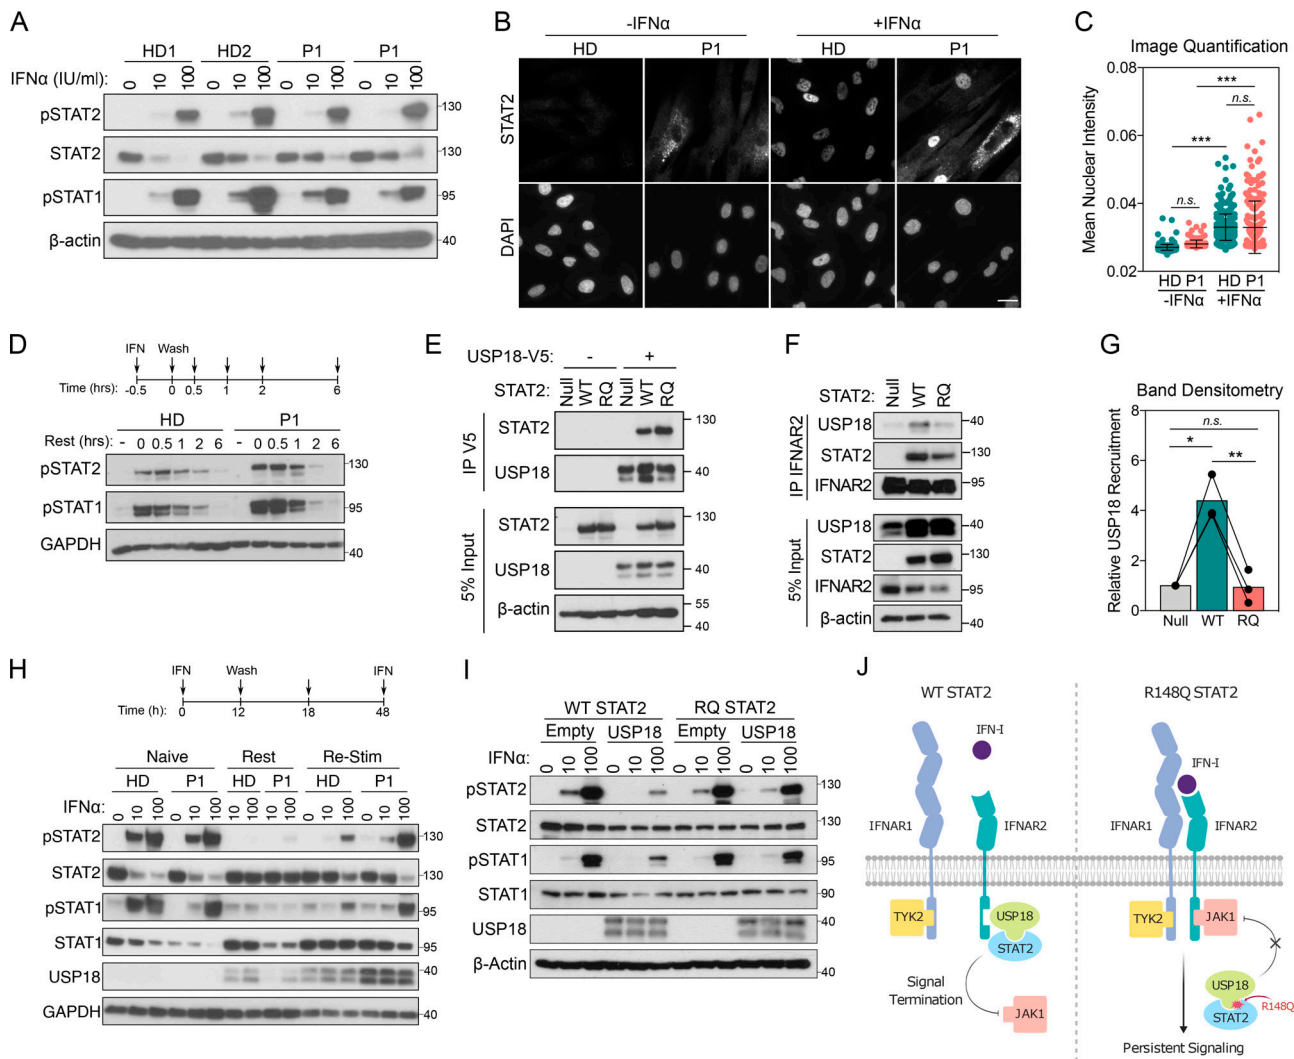 A
HD1 HD2 P1 P1
IFNα (IU/ml): 0 10 100 0 10 100 0 10 100 0 10 100
pSTAT2 130
STAT2 130
pSTAT1 95
β-actin 40
B
-IFNα +IFNα
HD P1 HD P1
STAT2
DAPI
C
Image Quantification
Mean Nuclear Intensity
0.08
0.06
0.04
0.02
***
n.s.
***
n.s.
HD P1 HD P1
-IFNα +IFNα
D
IFN Wash
Time (hrs):
-0.5 0 0.5 1 2 6
HD P1
Rest (hrs): - 0 0.5 1 2 6 - 0 0.5 1 2 6
pSTAT2 130
pSTAT1 95
GAPDH 40
E
USP18-V5: - +
STAT2: Null WT RQ Null WT RQ
IP V5
STAT2 130
USP18 40
5% Input
STAT2 130
USP18 40
β-actin 55
40
F
STAT2: Null WT RQ
IP IFNAR2
USP18 40
STAT2 130
IFNAR2 95
5% Input
USP18 40
STAT2 130
IFNAR2 95
β-actin 40
G
Band Densitometry
Relative USP18 Recruitment
8
6
4
2
0
n.s.
*
**
Null WT RQ
H
IFN Wash IFN
Time (h):
0 12 18 48
Naive Rest Re-Stim
HD P1 HD P1 HD P1
IFNα: 0 10 100 0 10 100 10 100 10 100 0 10 100 0 10 100
pSTAT2 130
STAT2 130
pSTAT1 95
STAT1 95
USP18 40
GAPDH 40
I
WT STAT2 RQ STAT2
Empty USP18 Empty USP18
IFNα: 0 10 100 0 10 100 0 10 100 0 10 100
pSTAT2 130
STAT2 130
pSTAT1 95
STAT1 90
USP18 40
β-Actin 40
J
WT STAT2 R148Q STAT2
IFN-I
IFNAR1 IFNAR2
TYK2
USP18
STAT2
Signal
Termination
JAK1
IFN-I
IFNAR1 IFNAR2
TYK2 JAK1
USP18
STAT2
R148Q
Persistent Signaling